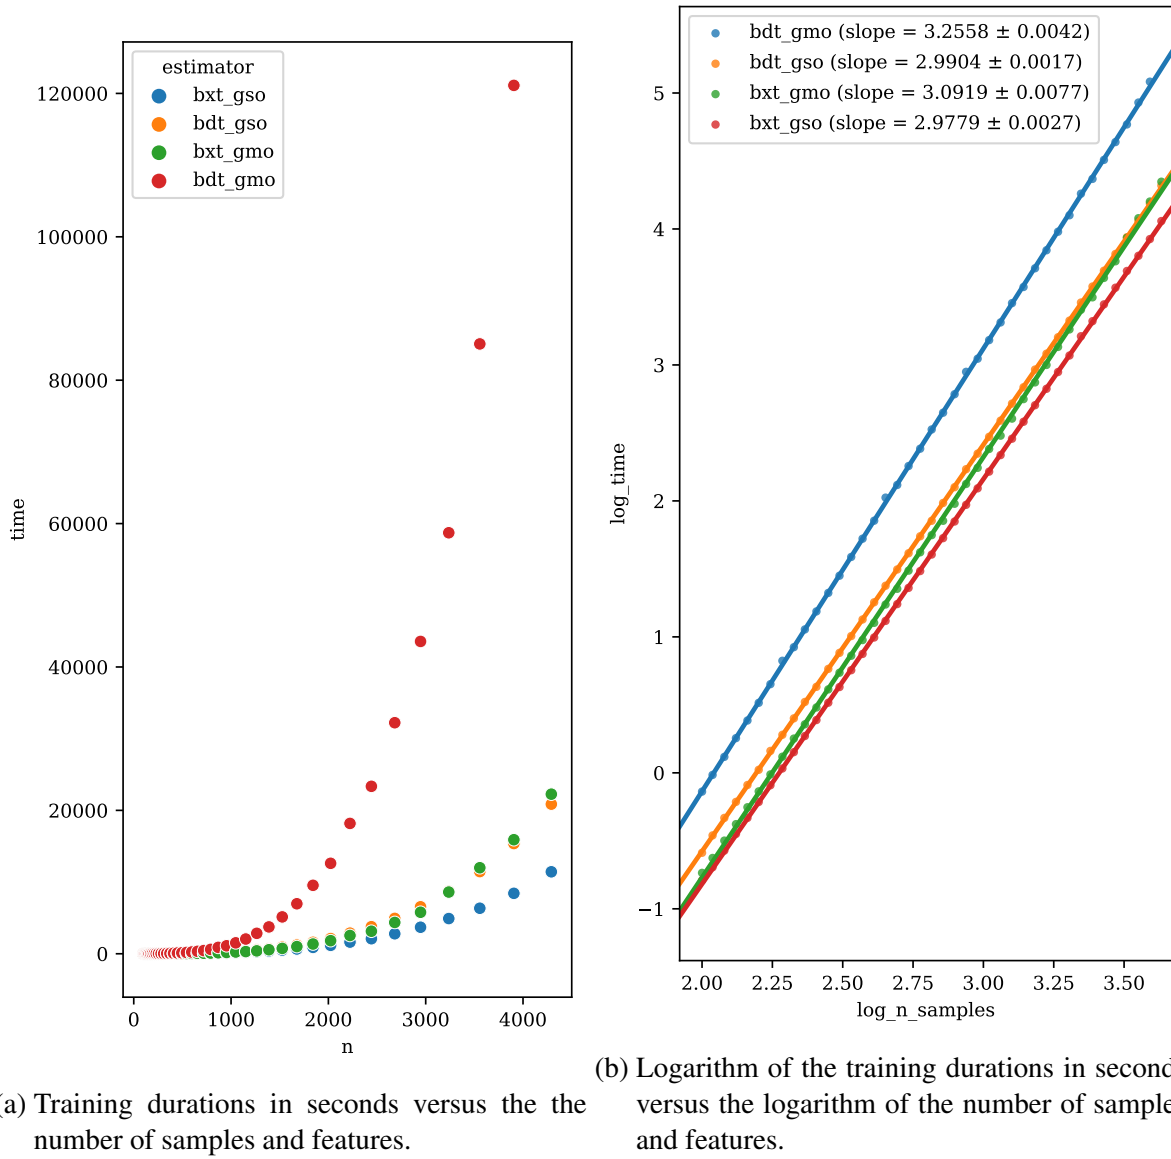 estimator
bxt_gso
bdt_gso
bxt_gmo
bdt_gmo
120000
100000
80000
60000
40000
20000
0
time
0 1000 2000 3000 4000
n
(a) Training durations in seconds versus the the
number of samples and features.
bdt_gmo (slope = 3.2558 ± 0.0042)
bdt_gso (slope = 2.9904 ± 0.0017)
bxt_gmo (slope = 3.0919 ± 0.0077)
bxt_gso (slope = 2.9779 ± 0.0027)
5
4
3
2
1
0
−1
log_time
2.00 2.25 2.50 2.75 3.00 3.25 3.50
log_n_samples
(b) Logarithm of the training durations in second
versus the logarithm of the number of sample
and features.